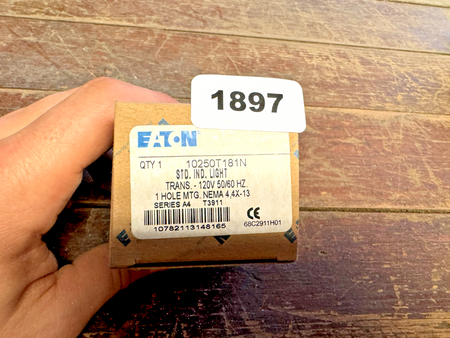 1897
EATON
QTY 1 10250T181N
STD. IND. LIGHT
TRANS. - 120V 50/60 HZ.
1 HOLE MTG. NEMA 4,4X-13
SERIES A4 T3911
10782113148165
CE
68C2911H01